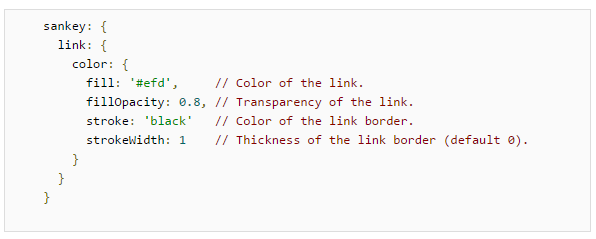 sankey: {
  link: {
    color: {
      fill: '#efd',     // Color of the link.
      fillOpacity: 0.8, // Transparency of the link.
      stroke: 'black'   // Color of the link border.
      strokeWidth: 1    // Thickness of the link border (default 0).
    }
  }
}